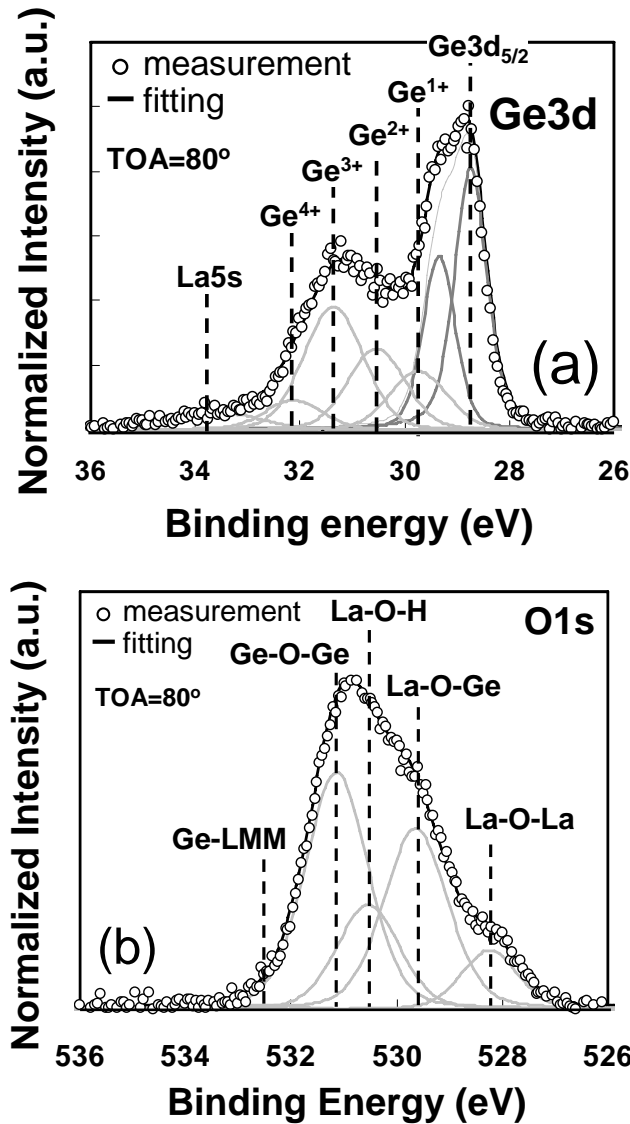 Normalized Intensity (a.u.)
measurement
fitting
TOA=80º
Ge3d₅/₂
Ge3d
Ge¹⁺
Ge²⁺
Ge³⁺
Ge⁴⁺
La5s
(a)
36 34 31 30 28 26
Binding energy (eV)
Normalized Intensity (a.u.)
measurement
fitting
TOA=80º
La-O-H
O1s
Ge-O-Ge
La-O-Ge
Ge-LMM
La-O-La
(b)
536 534 531 530 528 526
Binding Energy (eV)